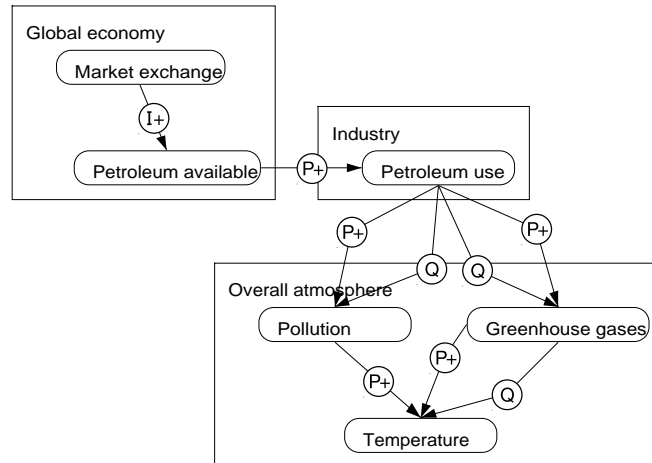 Global economy
Market exchange
I+
Petroleum available
P+
Industry
Petroleum use
P+
Q
Q
P+
Overall atmosphere
Pollution
Greenhouse gases
P+
P+
Q
Temperature